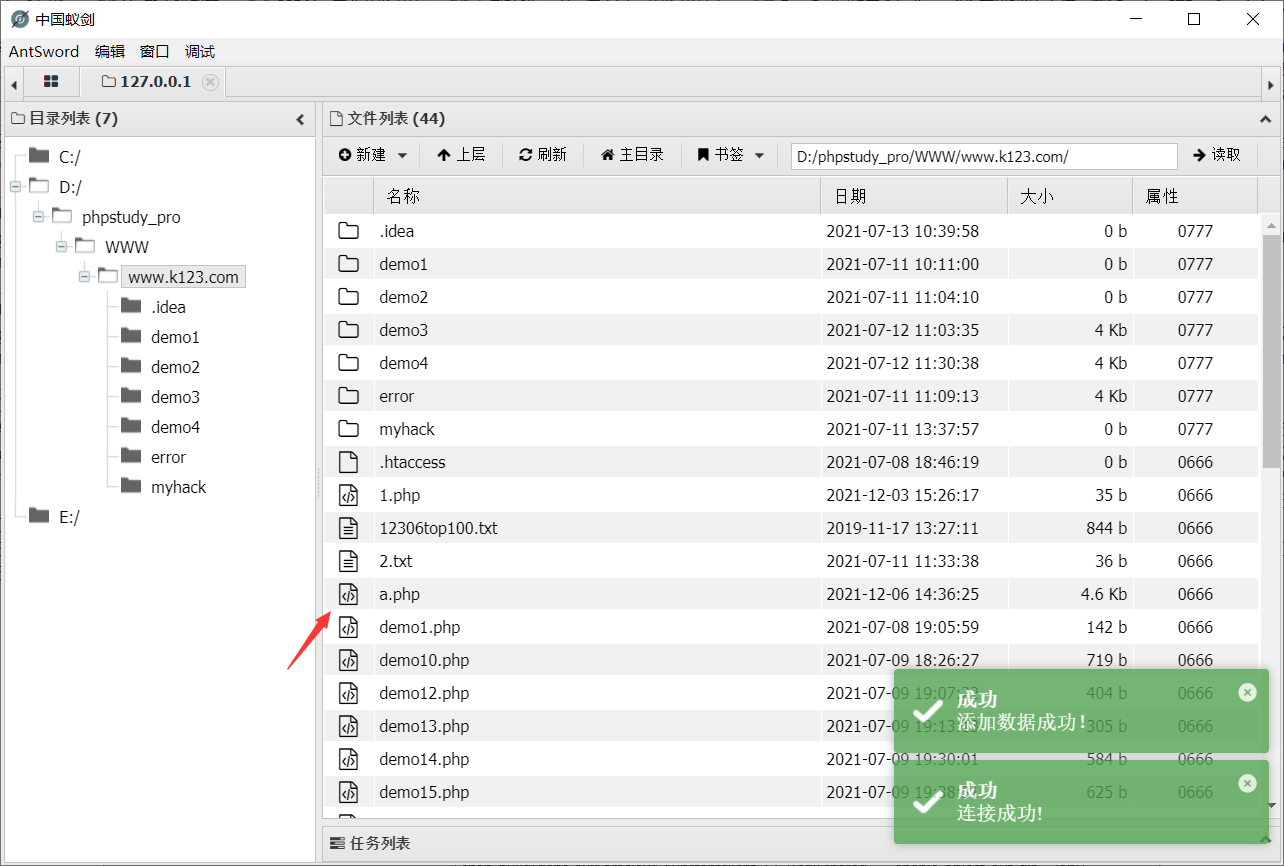 中国蚁剑
AntSword 编辑 窗口 调试
127.0.0.1
目录列表 (7)
C:/
D:/
phpstudy_pro
WWW
www.k123.com
.idea
demo1
demo2
demo3
demo4
error
myhack
E:/
文件列表 (44)
新建 上层 刷新 主目录 书签 D:/phpstudy_pro/WWW/www.k123.com/ 读取
名称 日期 大小 属性
.idea 2021-07-13 10:39:58 0 b 0777
demo1 2021-07-11 10:11:00 0 b 0777
demo2 2021-07-11 11:04:10 0 b 0777
demo3 2021-07-12 11:03:35 4 Kb 0777
demo4 2021-07-12 11:30:38 4 Kb 0777
error 2021-07-11 11:09:13 4 Kb 0777
myhack 2021-07-11 13:37:57 0 b 0777
.htaccess 2021-07-08 18:46:19 0 b 0666
1.php 2021-12-03 15:26:17 35 b 0666
12306top100.txt 2019-11-17 13:27:11 844 b 0666
2.txt 2021-07-11 11:33:38 36 b 0666
a.php 2021-12-06 14:36:25 4.6 Kb 0666
demo1.php 2021-07-08 19:05:59 142 b 0666
demo10.php 2021-07-09 18:26:27 719 b 0666
demo12.php 2021-07-09 404 b 0666
demo13.php 2021-07-09 305 b 0666
demo14.php 2021-07-09 19:30:01 584 b 0666
demo15.php 2021-07-09 625 b 0666
成功
添加数据成功!
成功
连接成功!
任务列表